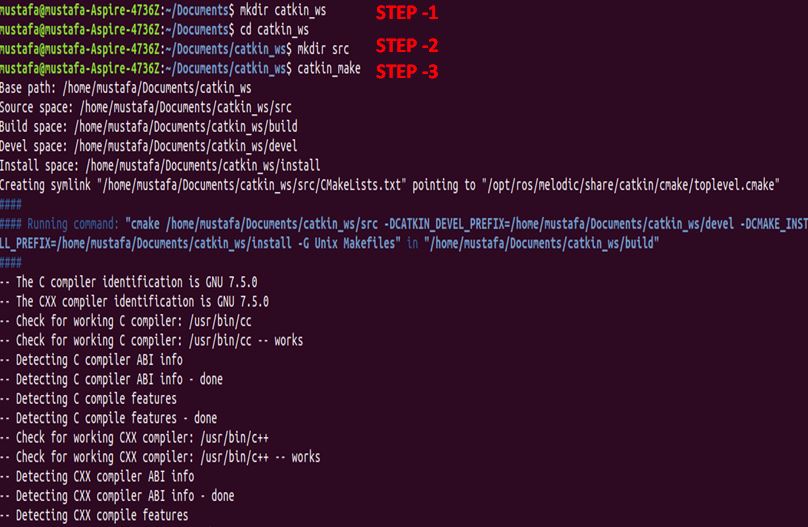 mustafa@mustafa-Aspire-4736Z:~/Documents$ mkdir catkin_ws STEP -1
mustafa@mustafa-Aspire-4736Z:~/Documents$ cd catkin_ws
mustafa@mustafa-Aspire-4736Z:~/Documents/catkin_ws$ mkdir src STEP -2
mustafa@mustafa-Aspire-4736Z:~/Documents/catkin_ws$ catkin_make STEP -3
Base path: /home/mustafa/Documents/catkin_ws
Source space: /home/mustafa/Documents/catkin_ws/src
Build space: /home/mustafa/Documents/catkin_ws/build
Devel space: /home/mustafa/Documents/catkin_ws/devel
Install space: /home/mustafa/Documents/catkin_ws/install
Creating symlink "/home/mustafa/Documents/catkin_ws/src/CMakeLists.txt" pointing to "/opt/ros/melodic/share/catkin/cmake/toplevel.cmake"
####
#### Running command: "cmake /home/mustafa/Documents/catkin_ws/src -DCATKIN_DEVEL_PREFIX=/home/mustafa/Documents/catkin_ws/devel -DCMAKE_INST
LL_PREFIX=/home/mustafa/Documents/catkin_ws/install -G Unix Makefiles" in "/home/mustafa/Documents/catkin_ws/build"
####
-- The C compiler identification is GNU 7.5.0
-- The CXX compiler identification is GNU 7.5.0
-- Check for working C compiler: /usr/bin/cc
-- Check for working C compiler: /usr/bin/cc -- works
-- Detecting C compiler ABI info
-- Detecting C compiler ABI info - done
-- Detecting C compile features
-- Detecting C compile features - done
-- Check for working CXX compiler: /usr/bin/c++
-- Check for working CXX compiler: /usr/bin/c++ -- works
-- Detecting CXX compiler ABI info
-- Detecting CXX compiler ABI info - done
-- Detecting CXX compile features